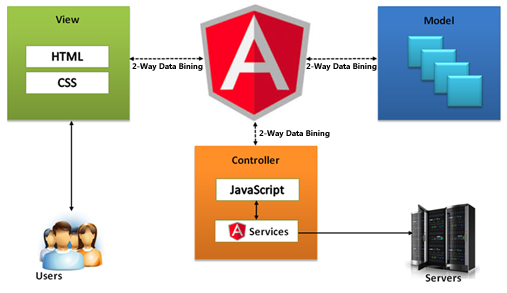 View
HTML
CSS
2-Way Data Bining
A
2-Way Data Bining
Model
2-Way Data Bining
Controller
JavaScript
A Services
Users
Servers